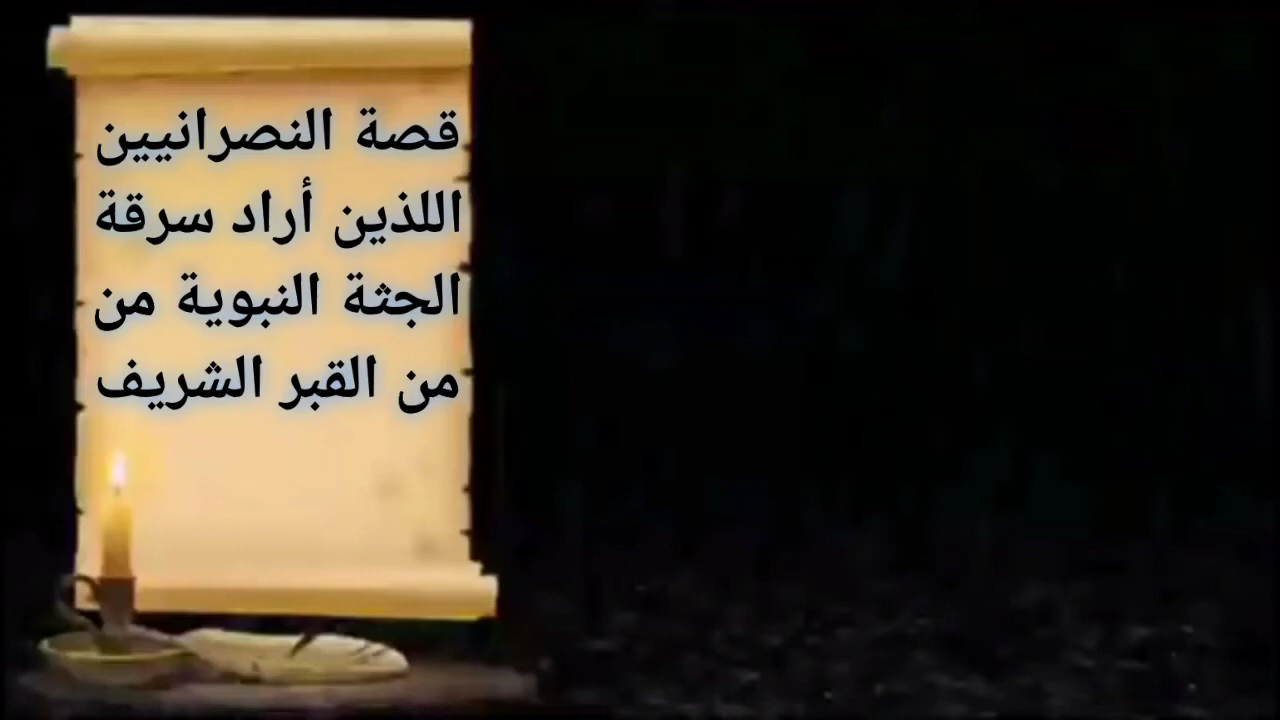 قصة النصرانيين
اللذين أراد سرقة
الجثة النبوية من
من القبر الشريف